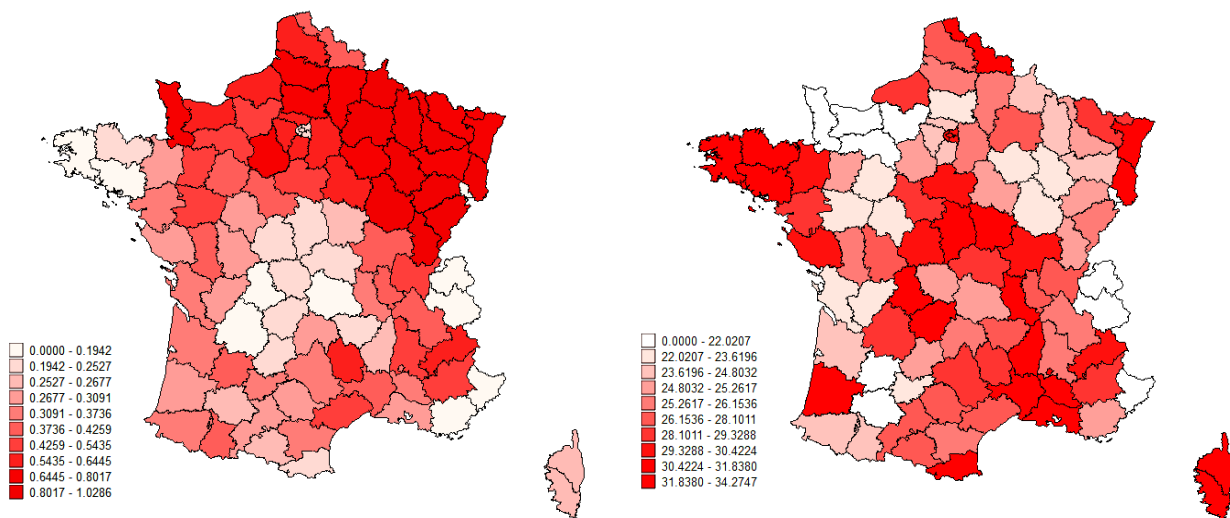 0.0000 - 0.1942
0.1942 - 0.2527
0.2527 - 0.2677
0.2677 - 0.3091
0.3091 - 0.3736
0.3736 - 0.4259
0.4259 - 0.5435
0.5435 - 0.6445
0.6445 - 0.8017
0.8017 - 1.0286
0.0000 - 22.0207
22.0207 - 23.6196
23.6196 - 24.8032
24.8032 - 25.2617
25.2617 - 26.1536
26.1536 - 28.1011
28.1011 - 29.3288
29.3288 - 30.4224
30.4224 - 31.8380
31.8380 - 34.2747